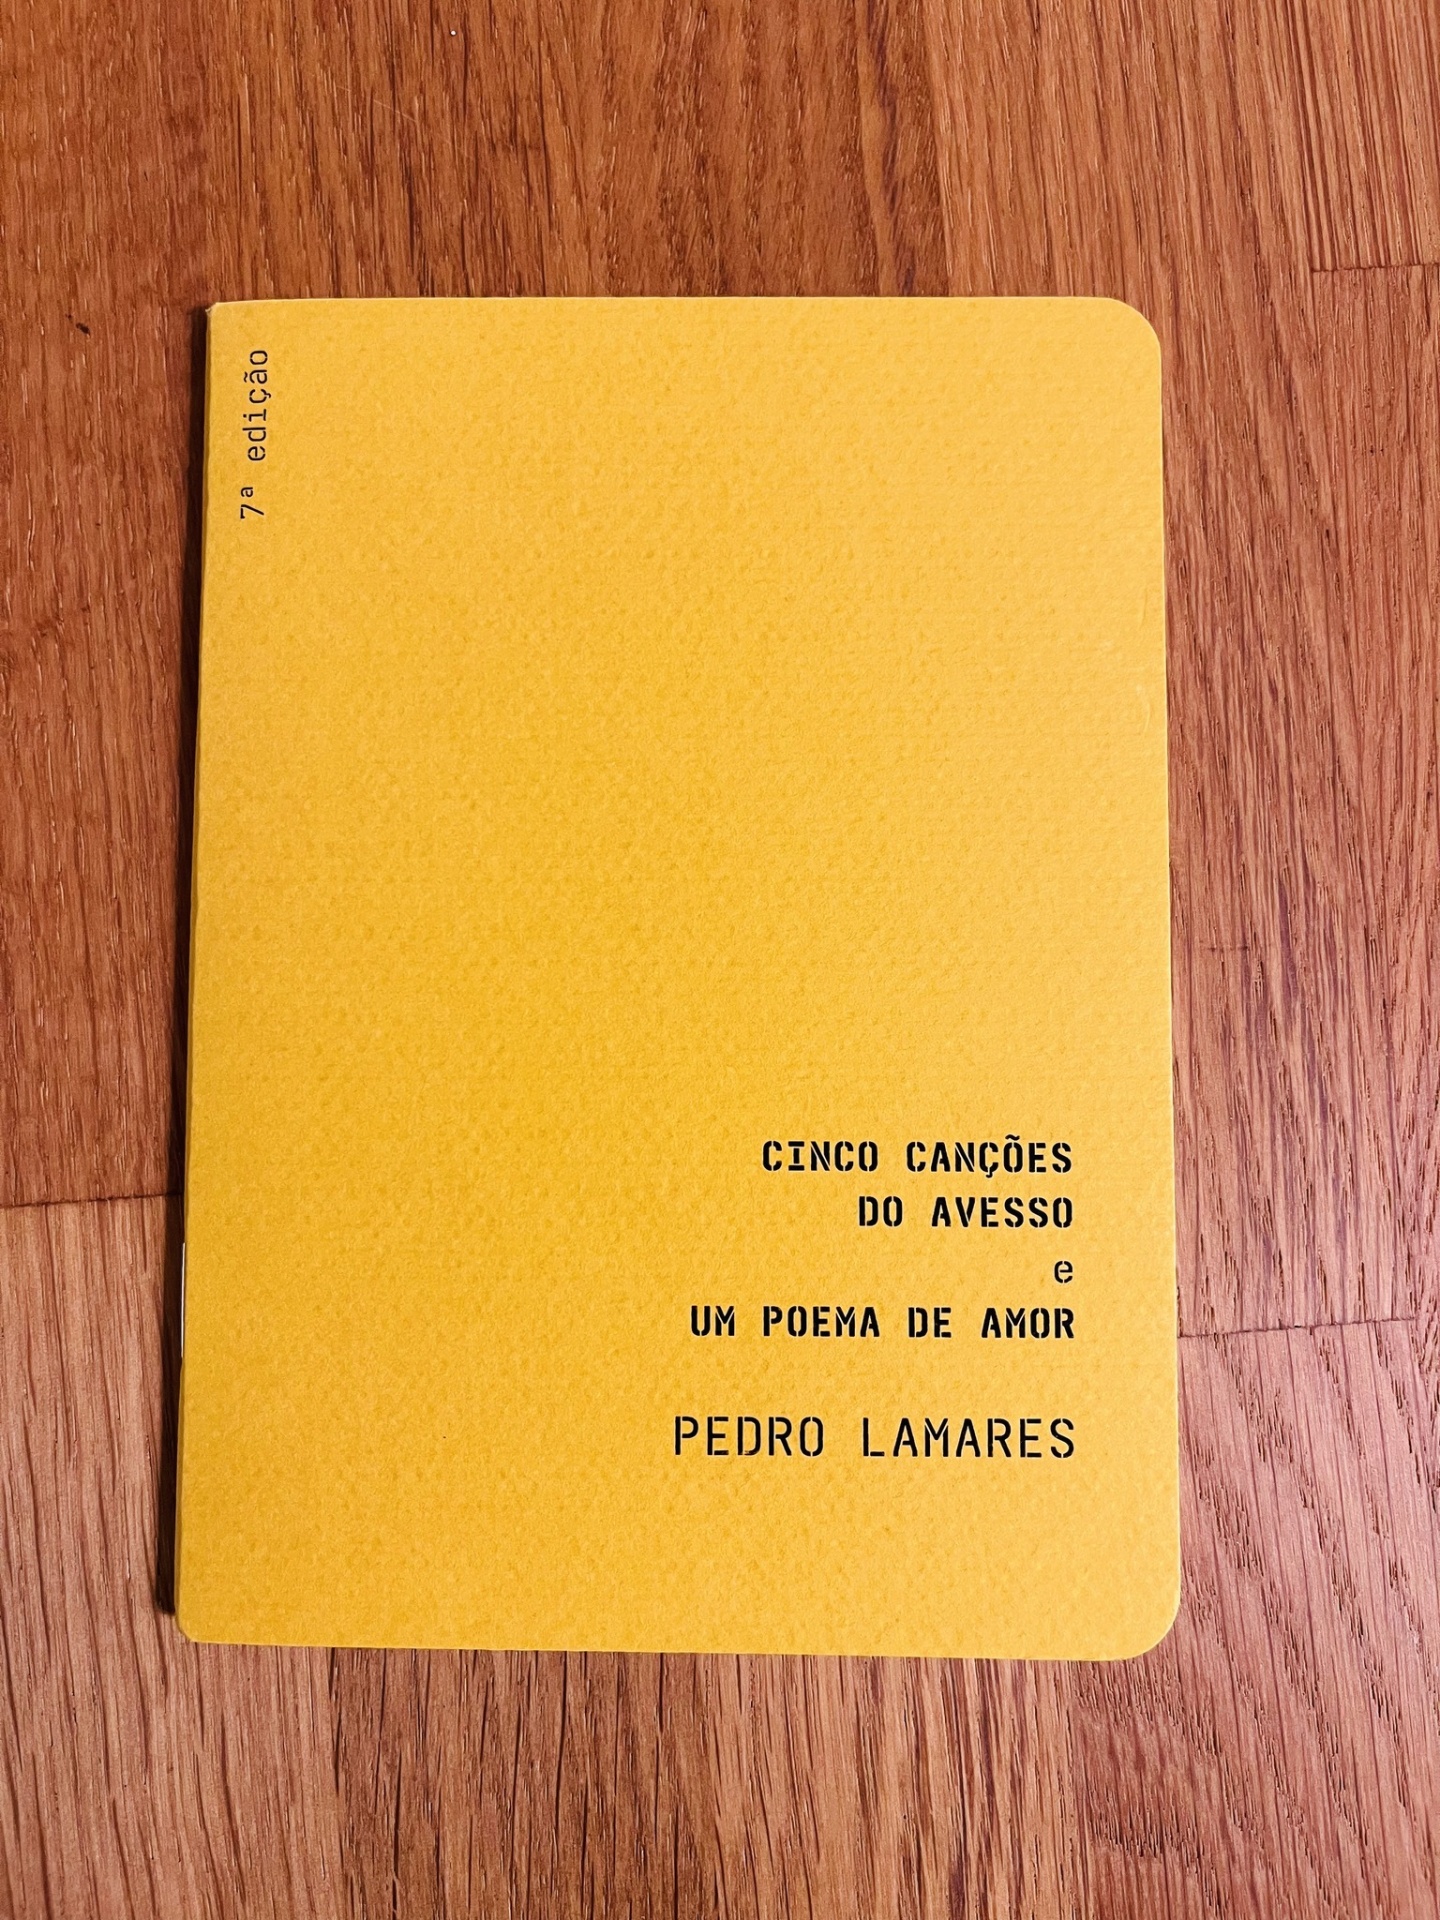 7ª edição
CINCO CANÇÕES
DO AVESSO
e
UM POEMA DE AMOR
PEDRO LAMARES